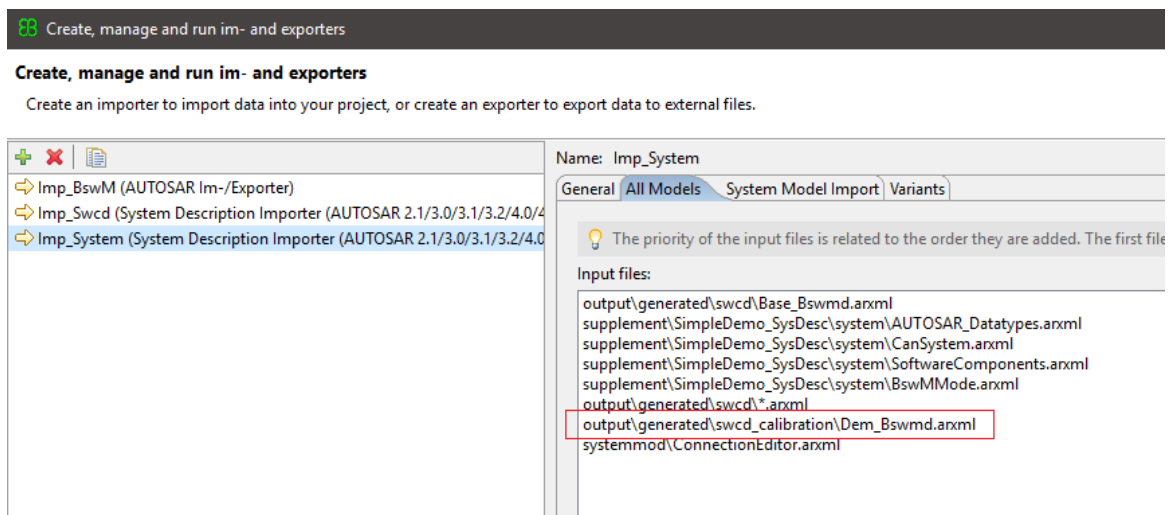 Create, manage and run im- and exporters
Create, manage and run im- and exporters
Create an importer to import data into your project, or create an exporter to export data to external files.
Name: Imp_System
Imp_BswM (AUTOSAR Im-/Exporter)
Imp_Swcd (System Description Importer (AUTOSAR 2.1/3.0/3.1/3.2/4.0/4
Imp_System (System Description Importer (AUTOSAR 2.1/3.0/3.1/3.2/4.0
General All Models System Model Import Variants
The priority of the input files is related to the order they are added. The first file
Input files:
output\generated\swcd\Base_Bswmd.arxml
supplement\SimpleDemo_SysDesc\system\AUTOSAR_Datatypes.arxml
supplement\SimpleDemo_SysDesc\system\CanSystem.arxml
supplement\SimpleDemo_SysDesc\system\SoftwareComponents.arxml
supplement\SimpleDemo_SysDesc\system\BswMMode.arxml
output\generated\swcd\*.arxml
output\generated\swcd_calibration\Dem_Bswmd.arxml
systemmod\ConnectionEditor.arxml